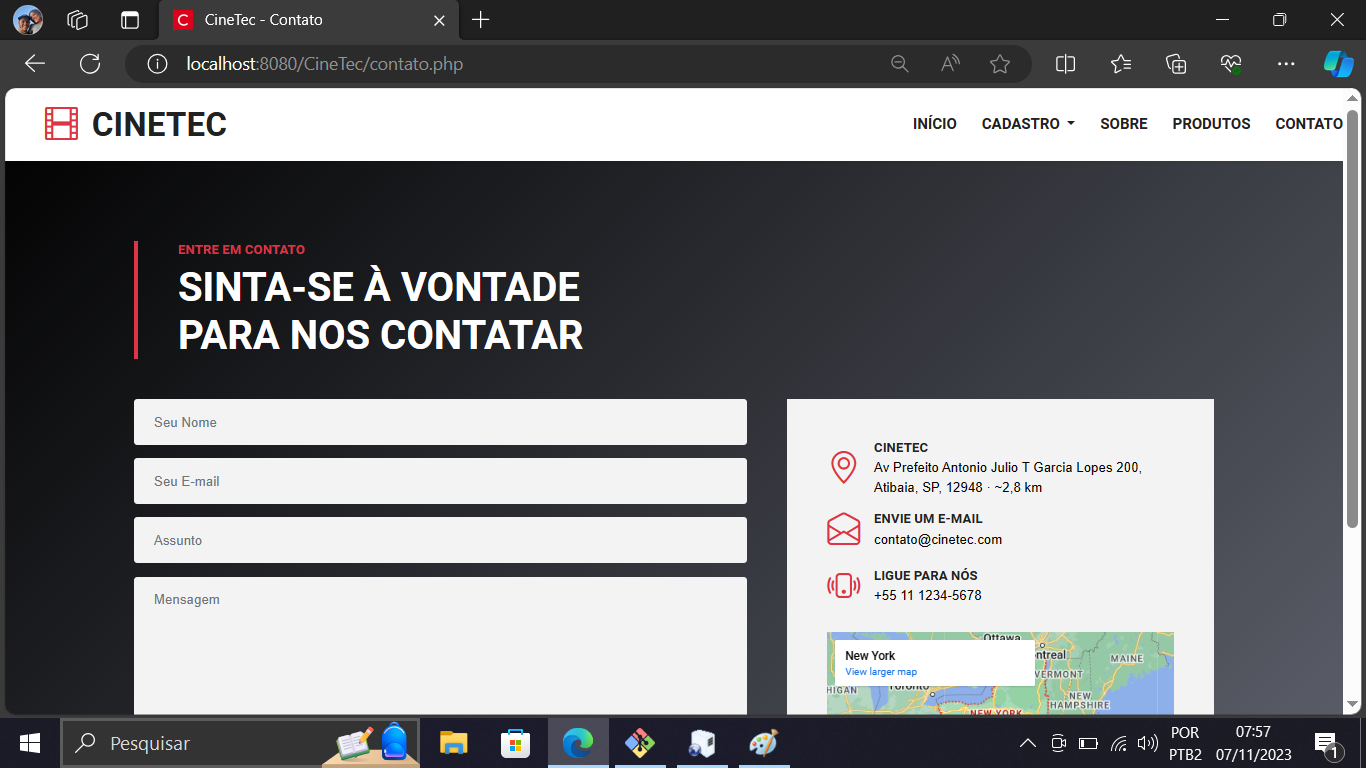 CineTec - Contato
localhost:8080/CineTec/contato.php
CINETEC
INÍCIO CADASTRO SOBRE PRODUTOS CONTATO
ENTRE EM CONTATO
SINTA-SE À VONTADE
PARA NOS CONTATAR
Seu Nome
Seu E-mail
Assunto
Mensagem
CINETEC
Av Prefeito Antonio Julio T Garcia Lopes 200,
Atibaia, SP, 12948 · ~2,8 km
ENVIE UM E-MAIL
contato@cinetec.com
LIGUE PARA NÓS
+55 11 1234-5678
New York
View larger map
Ottawa
ntreal
MAINE
VERMONT
HIGAN
Toronto
NEW
HAMPSHIRE
NEW YORK
Pesquisar
POR
PTB2
07:57
07/11/2023
1